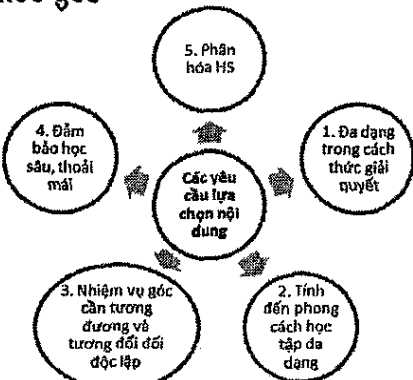 5. Phân
hóa HS
4. Đảm
bảo học
sâu, thoải
mái
1. Đa dạng
trong cách
thức giải
quyết
Các yêu
cầu lựa
chọn nội
dung
3. Nhiệm vụ góc
cần tương
đương và
tương đối đối
độc lập
2. Tính
đến phong
cách học
tập đa
dạng